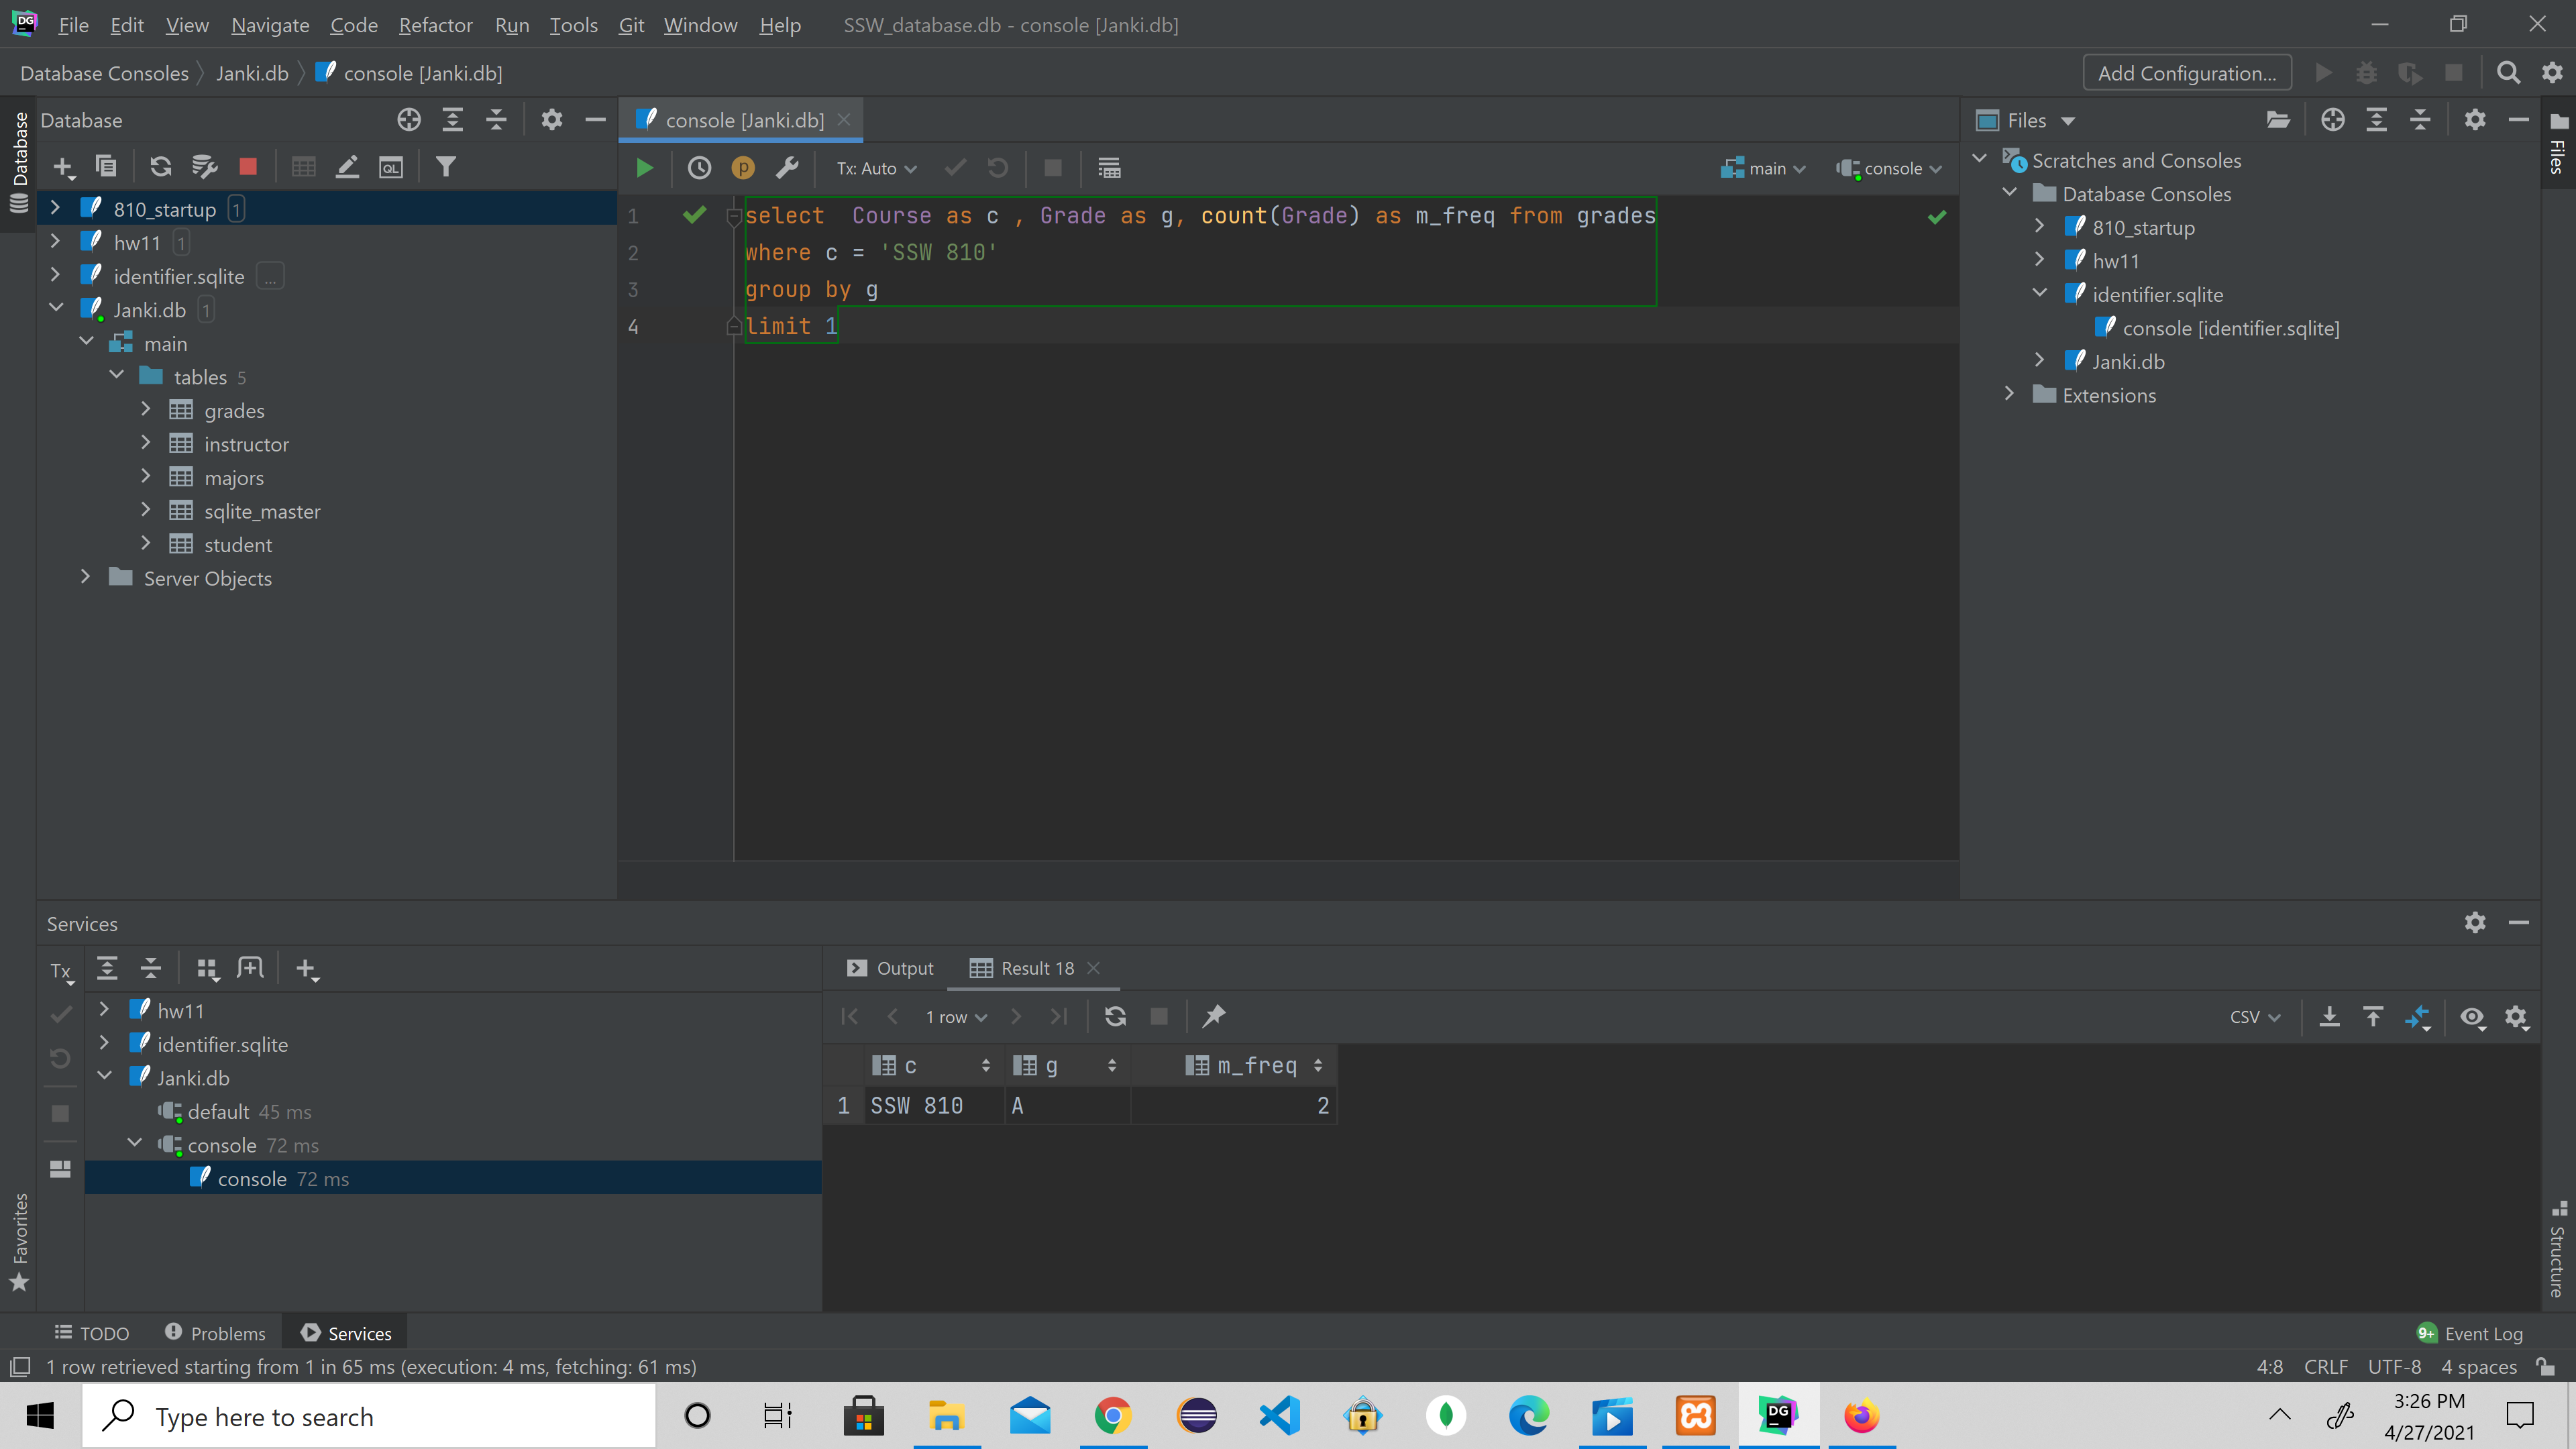 DG File Edit View Navigate Code Refactor Run Tools Git Window Help SSW_database.db - console [Janki.db]
Database Consoles Janki.db console [Janki.db] Add Configuration...
Database
Database
console [Janki.db]
Files
Files
QL
p Tx: Auto main console
810_startup 1
hw11 1
identifier.sqlite ...
Janki.db 1
main
tables 5
grades
instructor
majors
sqlite_master
student
Server Objects
1 select  Course as c , Grade as g, count(Grade) as m_freq from grades
2 where c = 'SSW 810'
3 group by g
4 limit 1
Scratches and Consoles
Database Consoles
810_startup
hw11
identifier.sqlite
console [identifier.sqlite]
Janki.db
Extensions
Services
Tx
hw11
identifier.sqlite
Janki.db
default 45 ms
console 72 ms
console 72 ms
Output Result 18
1 row CSV
c g m_freq
1 SSW 810 A 2
Favorites
Structure
TODO Problems Services 9+ Event Log
1 row retrieved starting from 1 in 65 ms (execution: 4 ms, fetching: 61 ms) 4:8 CRLF UTF-8 4 spaces
Type here to search DG 3:26 PM
4/27/2021